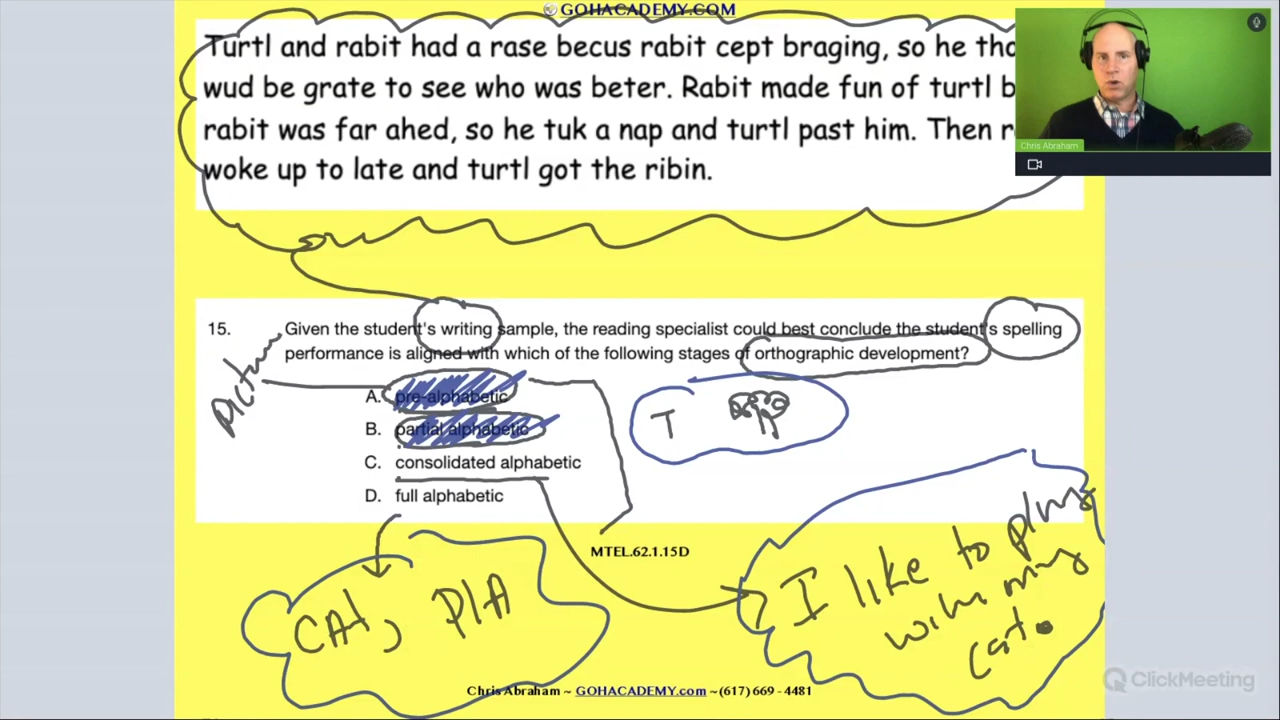 GOHACADEMY.COM
Turtl and rabit had a rase becus rabit cept braging, so he
wud be grate to see who was beter. Rabit made fun of turtl
rabit was far ahed, so he tuk a nap and turtl past him. Then
woke up to late and turtl got the ribin.
Chris Abraham
15. Given the student's writing sample, the reading specialist could best conclude the student's spelling
performance is aligned with which of the following stages of orthographic development?
picture
A. pre-alphabetic
B. partial alphabetic
T
C. consolidated alphabetic
D. full alphabetic
MTEL.62.1.15D
CAt, PlA
I like to play
with my
cat.
Chris Abraham ~ GOHACADEMY.com ~(617) 669 - 4481
ClickMeeting